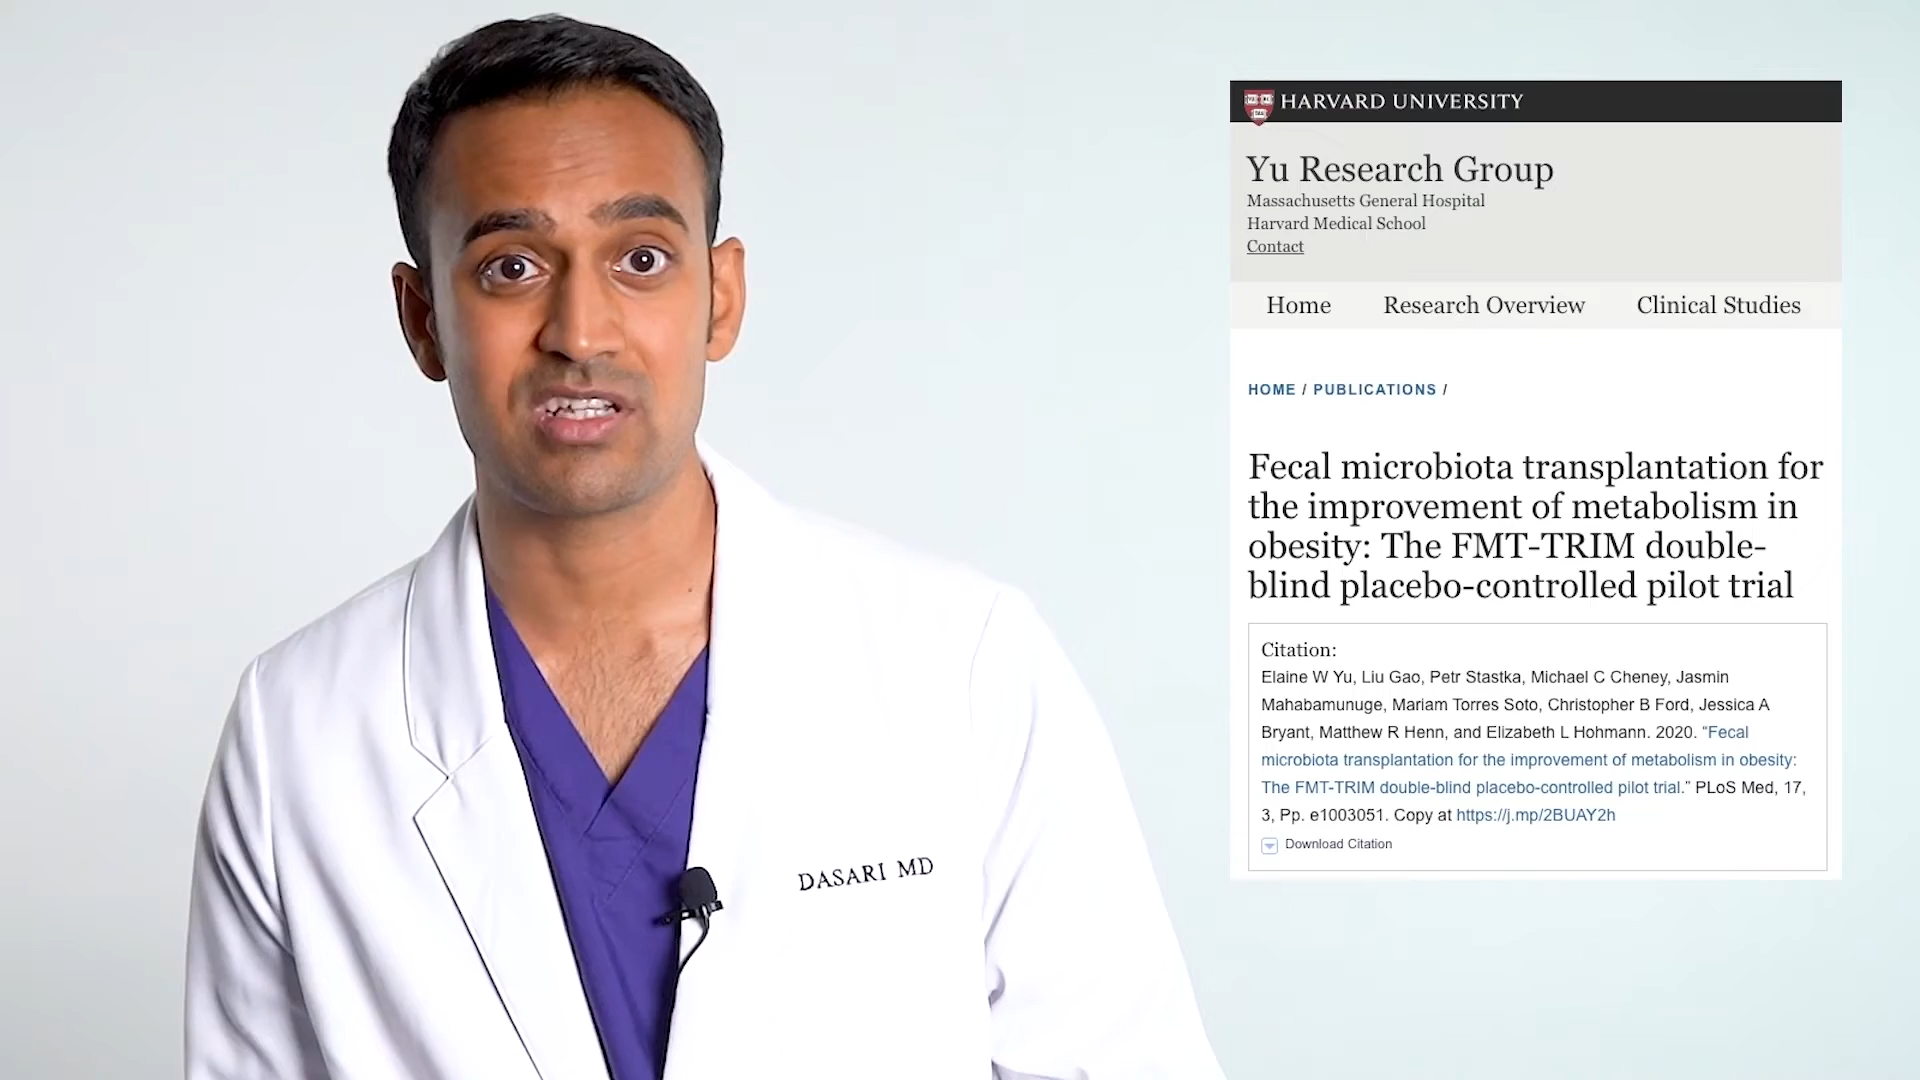 HARVARD UNIVERSITY
Yu Research Group
Massachusetts General Hospital
Harvard Medical School
Contact
Home Research Overview Clinical Studies
HOME / PUBLICATIONS /
Fecal microbiota transplantation for
the improvement of metabolism in
obesity: The FMT-TRIM double-
blind placebo-controlled pilot trial
Citation:
Elaine W Yu, Liu Gao, Petr Stastka, Michael C Cheney, Jasmin
Mahabamunuge, Mariam Torres Soto, Christopher B Ford, Jessica A
Bryant, Matthew R Henn, and Elizabeth L Hohmann. 2020. “Fecal
microbiota transplantation for the improvement of metabolism in obesity:
The FMT-TRIM double-blind placebo-controlled pilot trial.” PLoS Med, 17,
3, Pp. e1003051. Copy at https://j.mp/2BUAY2h
Download Citation
DASARI MD